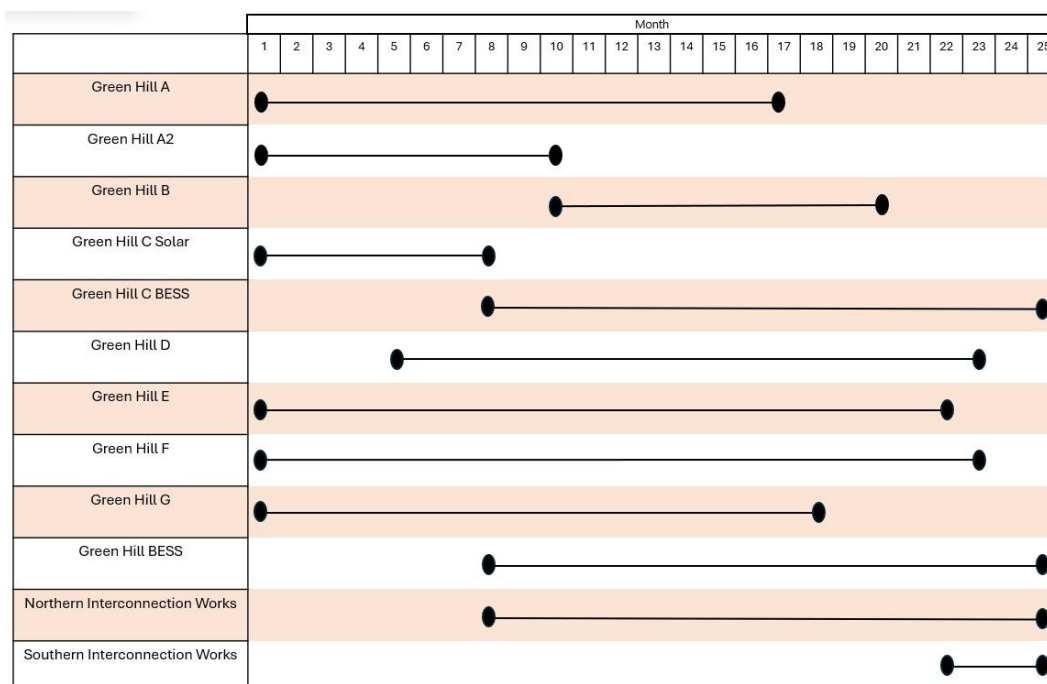 Month
1 2 3 4 5 6 7 8 9 10 11 12 13 14 15 16 17 18 19 20 21 22 23 24 25
Green Hill A
Green Hill A2
Green Hill B
Green Hill C Solar
Green Hill C BESS
Green Hill D
Green Hill E
Green Hill F
Green Hill G
Green Hill BESS
Northern Interconnection Works
Southern Interconnection Works